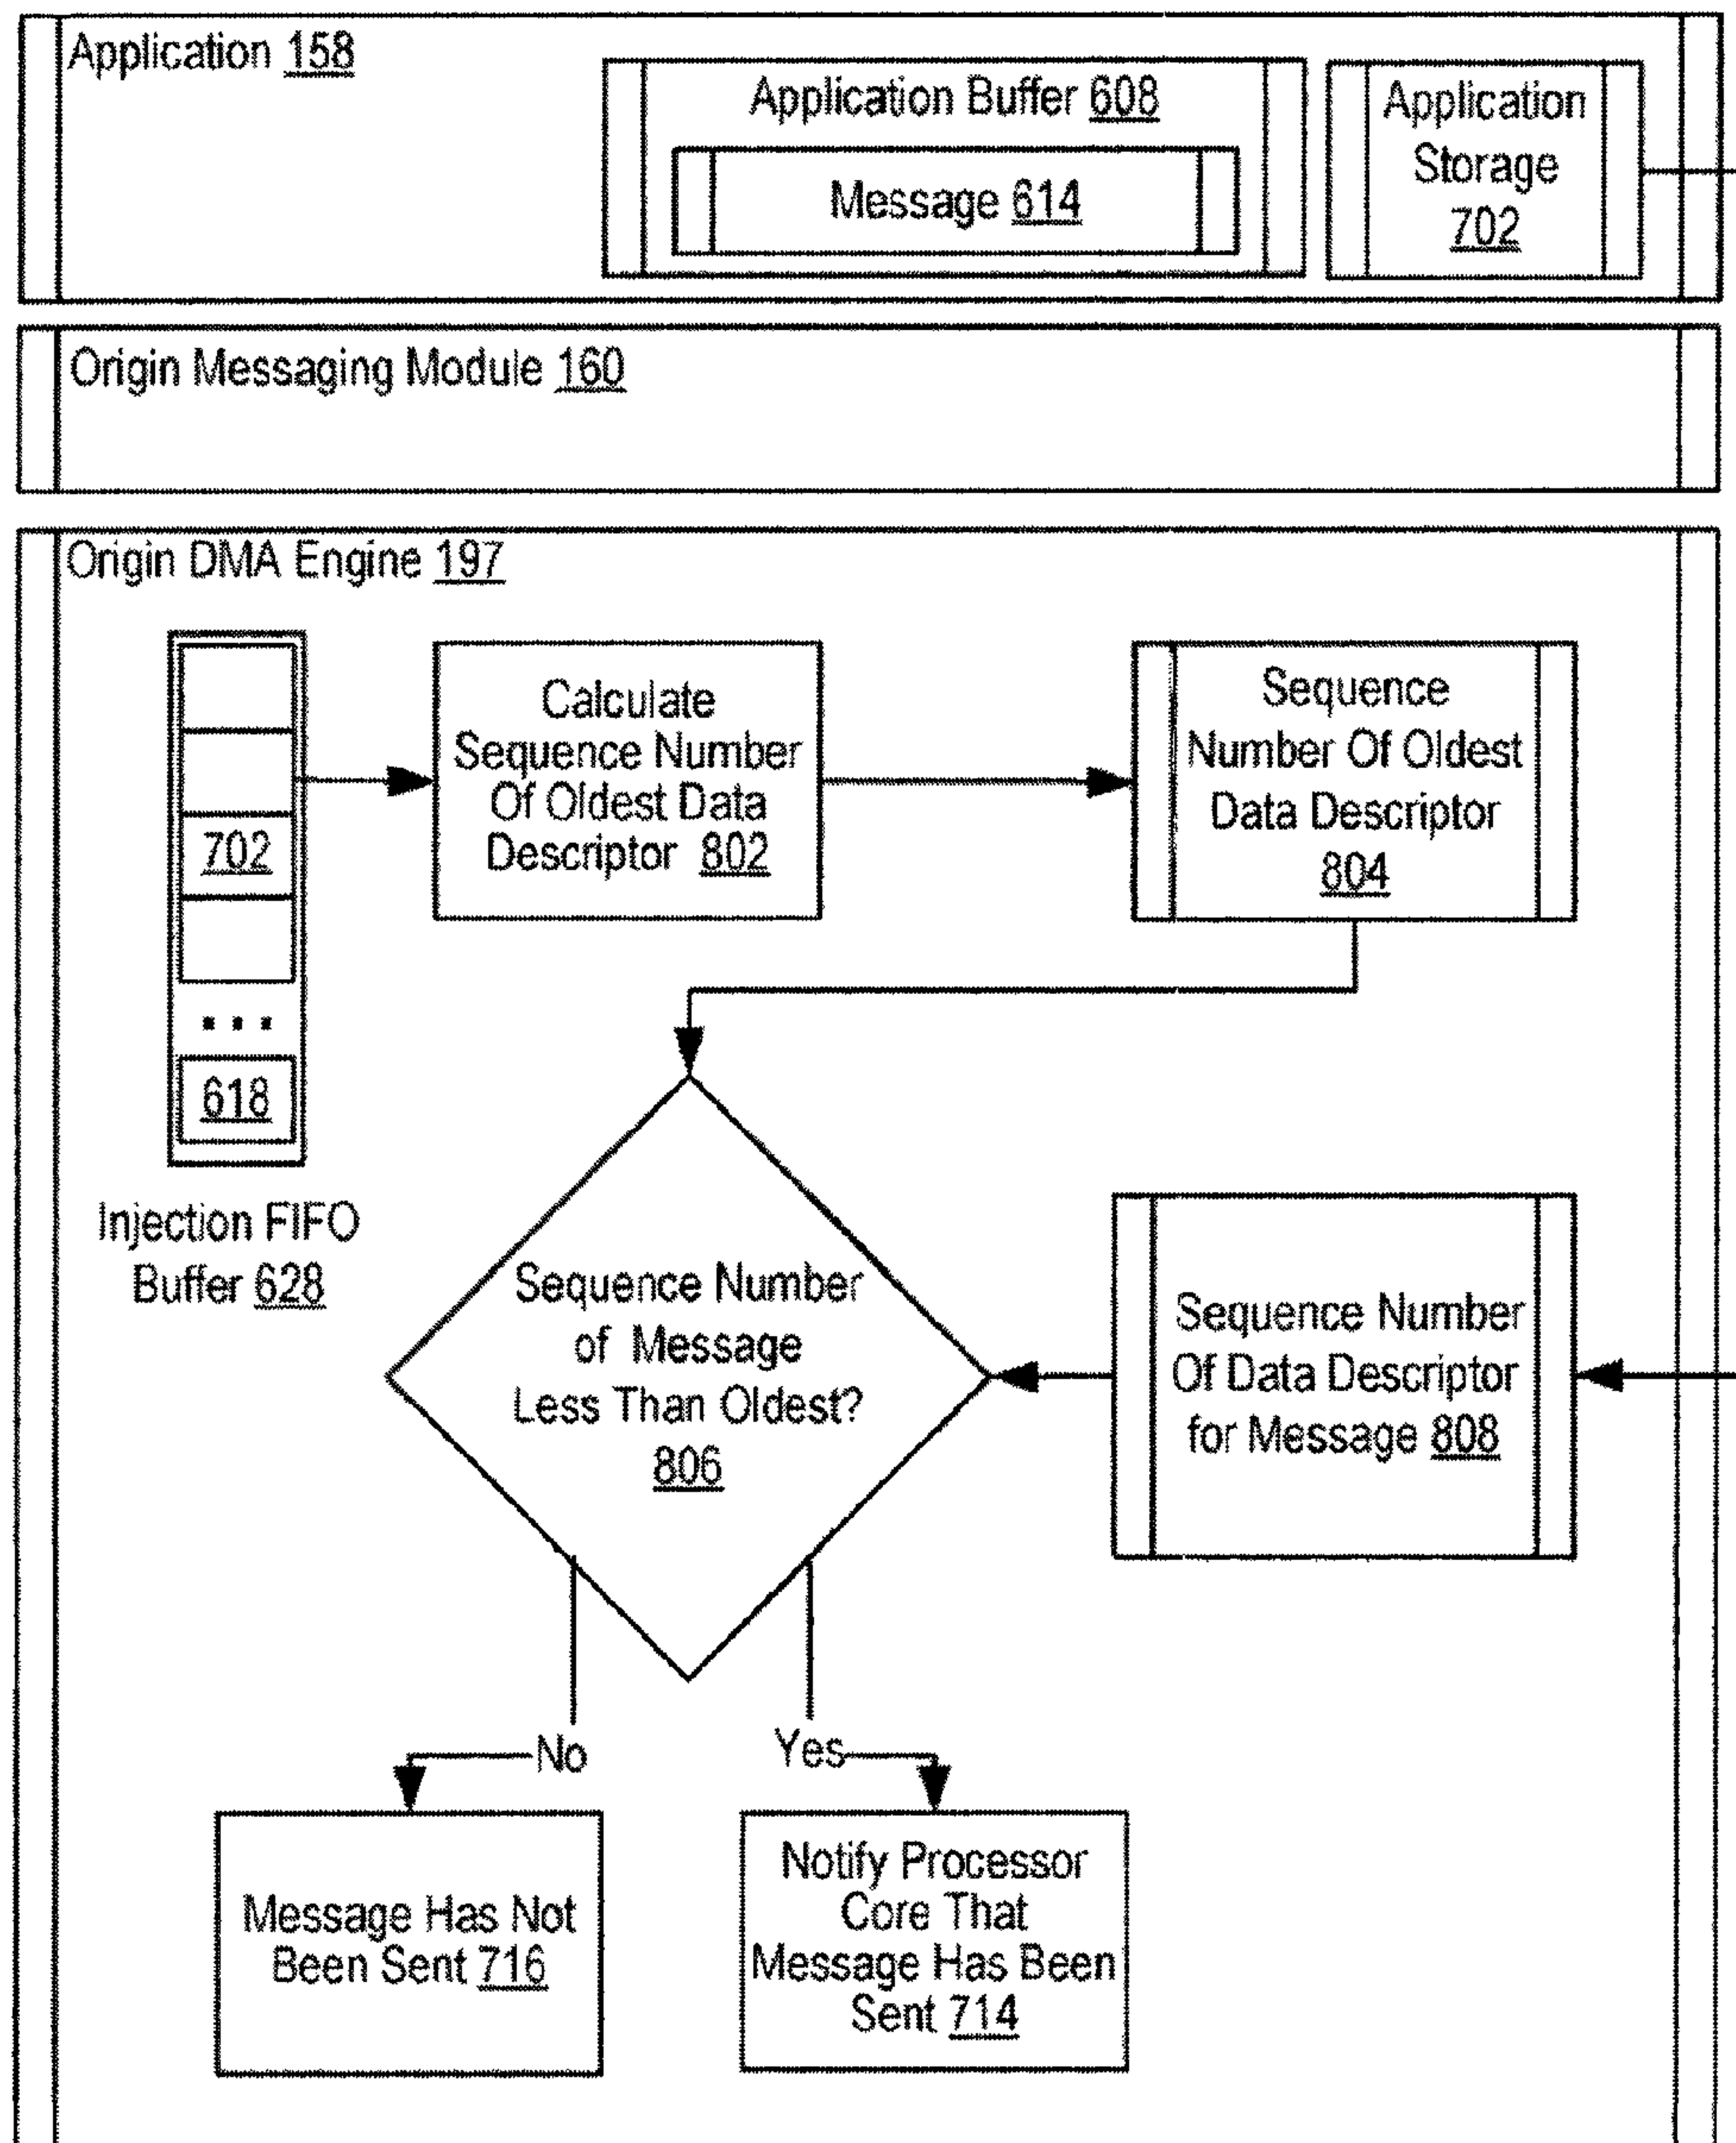 Application 158
Application Buffer 608
Message 614
Application
Storage
702
Origin Messaging Module 160
Origin DMA Engine 197
702
...
618
Injection FIFO
Buffer 628
Calculate
Sequence Number
Of Oldest Data
Descriptor 802
Sequence
Number Of Oldest
Data Descriptor
804
Sequence Number
of Message
Less Than Oldest?
806
Sequence Number
Of Data Descriptor
for Message 808
No
Yes
Message Has Not
Been Sent 716
Notify Processor
Core That
Message Has Been
Sent 714